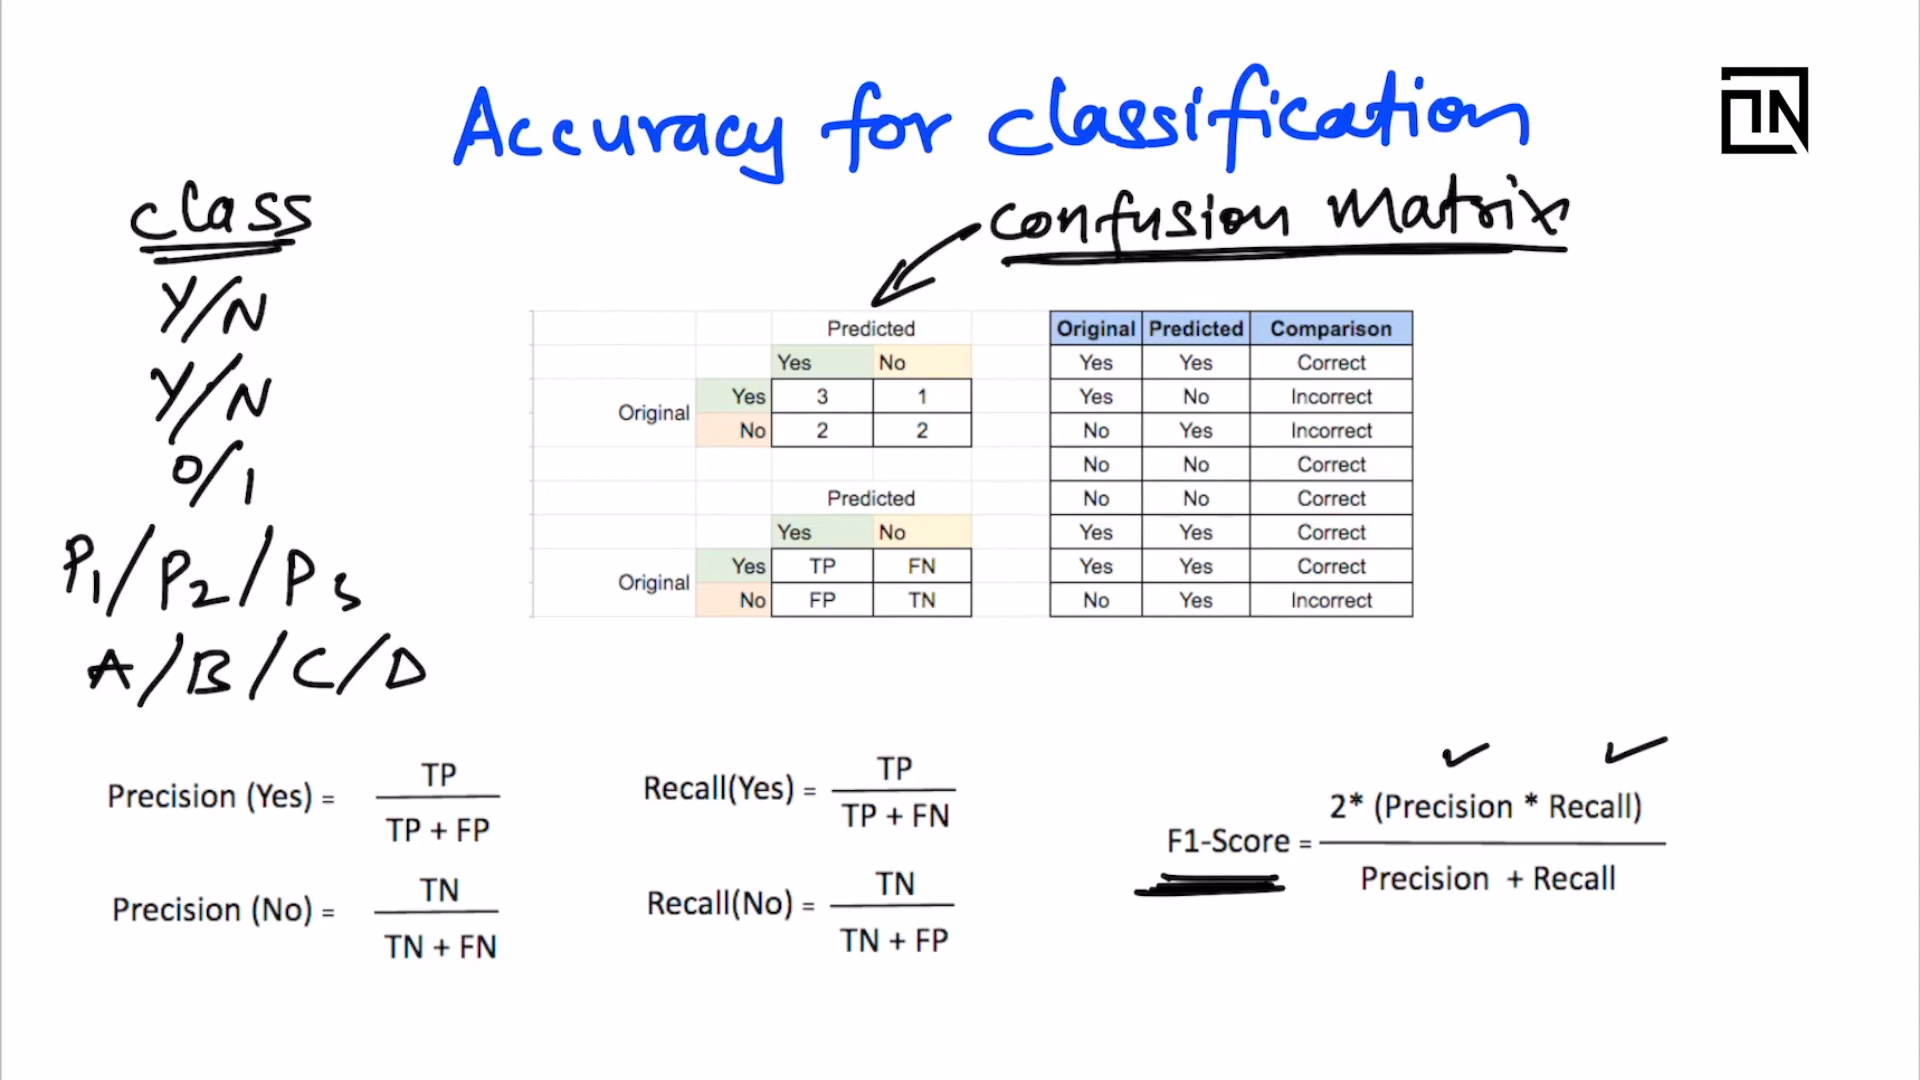 Accuracy for classification
class
confusion Matrix
Y/N
Y/N
0/1
P1/P2/P3
A/B/C/D
Predicted
Yes No
Original Yes 3 1
No 2 2
Predicted
Yes No
Original Yes TP FN
No FP TN
Original Predicted Comparison
Yes Yes Correct
Yes No Incorrect
No Yes Incorrect
No No Correct
No No Correct
Yes Yes Correct
Yes Yes Correct
No Yes Incorrect
Precision (Yes) =
TP
TP + FP
Recall(Yes) =
TP
TP + FN
Precision (No) =
TN
TN + FN
Recall(No) =
TN
TN + FP
F1-Score =
2* (Precision * Recall)
Precision + Recall